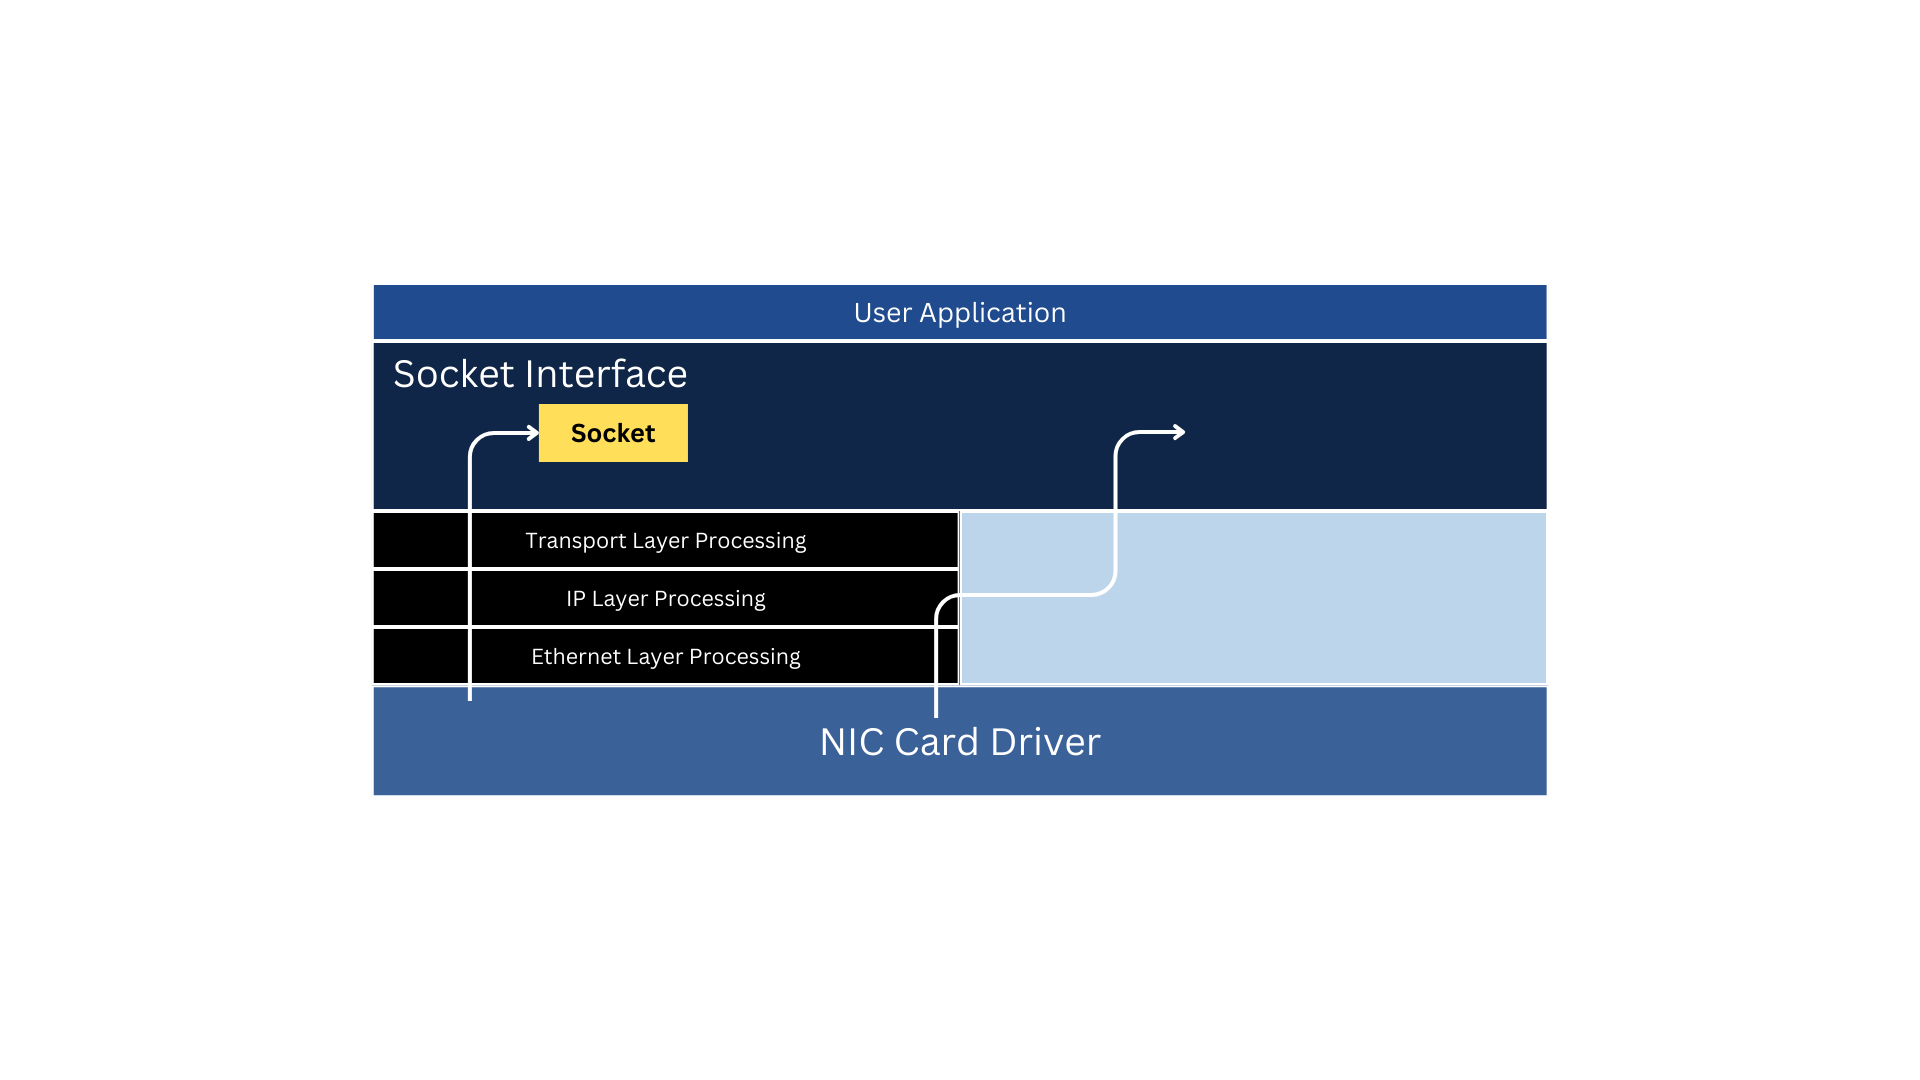 User Application
Socket Interface
Socket
Transport Layer Processing
IP Layer Processing
Ethernet Layer Processing
NIC Card Driver